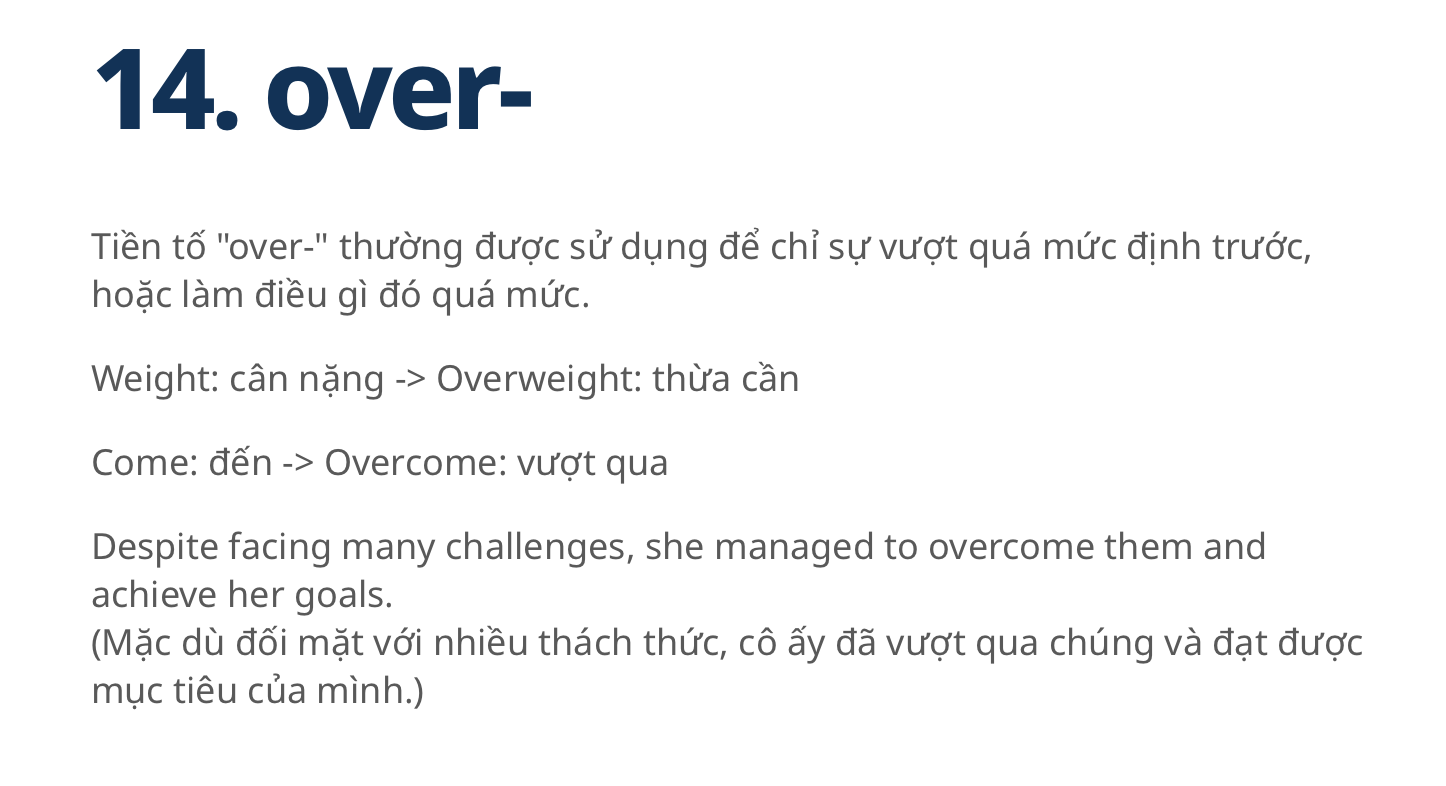 14. over-
Tiền tố "over-" thường được sử dụng để chỉ sự vượt quá mức định trước,
hoặc làm điều gì đó quá mức.
Weight: cân nặng -> Overweight: thừa cần
Come: đến -> Overcome: vượt qua
Despite facing many challenges, she managed to overcome them and
achieve her goals.
(Mặc dù đối mặt với nhiều thách thức, cô ấy đã vượt qua chúng và đạt được
mục tiêu của mình.)